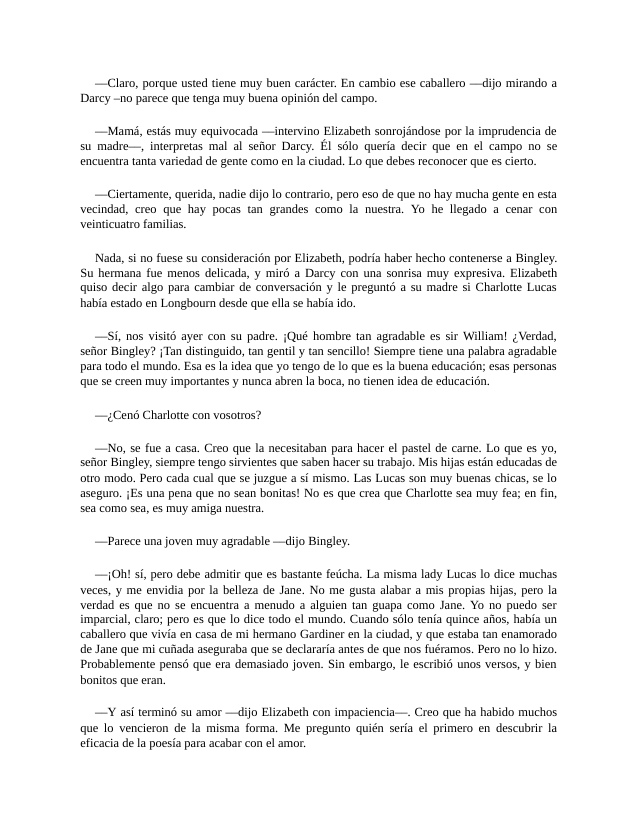 —Claro, porque usted tiene muy buen carácter. En cambio ese caballero —dijo mirando a
Darcy –no parece que tenga muy buena opinión del campo.
—Mamá, estás muy equivocada —intervino Elizabeth sonrojándose por la imprudencia de
su madre—, interpretas mal al señor Darcy. Él sólo quería decir que en el campo no se
encuentra tanta variedad de gente como en la ciudad. Lo que debes reconocer que es cierto.
—Ciertamente, querida, nadie dijo lo contrario, pero eso de que no hay mucha gente en esta
vecindad, creo que hay pocas tan grandes como la nuestra. Yo he llegado a cenar con
veinticuatro familias.
Nada, si no fuese su consideración por Elizabeth, podría haber hecho contenerse a Bingley.
Su hermana fue menos delicada, y miró a Darcy con una sonrisa muy expresiva. Elizabeth
quiso decir algo para cambiar de conversación y le preguntó a su madre si Charlotte Lucas
había estado en Longbourn desde que ella se había ido.
—Sí, nos visitó ayer con su padre. ¡Qué hombre tan agradable es sir William! ¿Verdad,
señor Bingley? ¡Tan distinguido, tan gentil y tan sencillo! Siempre tiene una palabra agradable
para todo el mundo. Esa es la idea que yo tengo de lo que es la buena educación; esas personas
que se creen muy importantes y nunca abren la boca, no tienen idea de educación.
—¿Cenó Charlotte con vosotros?
—No, se fue a casa. Creo que la necesitaban para hacer el pastel de carne. Lo que es yo,
señor Bingley, siempre tengo sirvientes que saben hacer su trabajo. Mis hijas están educadas de
otro modo. Pero cada cual que se juzgue a sí mismo. Las Lucas son muy buenas chicas, se lo
aseguro. ¡Es una pena que no sean bonitas! No es que crea que Charlotte sea muy fea; en fin,
sea como sea, es muy amiga nuestra.
—Parece una joven muy agradable —dijo Bingley.
—¡Oh! sí, pero debe admitir que es bastante feúcha. La misma lady Lucas lo dice muchas
veces, y me envidia por la belleza de Jane. No me gusta alabar a mis propias hijas, pero la
verdad es que no se encuentra a menudo a alguien tan guapa como Jane. Yo no puedo ser
imparcial, claro; pero es que lo dice todo el mundo. Cuando sólo tenía quince años, había un
caballero que vivía en casa de mi hermano Gardiner en la ciudad, y que estaba tan enamorado
de Jane que mi cuñada aseguraba que se declararía antes de que nos fuéramos. Pero no lo hizo.
Probablemente pensó que era demasiado joven. Sin embargo, le escribió unos versos, y bien
bonitos que eran.
—Y así terminó su amor —dijo Elizabeth con impaciencia—. Creo que ha habido muchos
que lo vencieron de la misma forma. Me pregunto quién sería el primero en descubrir la
eficacia de la poesía para acabar con el amor.